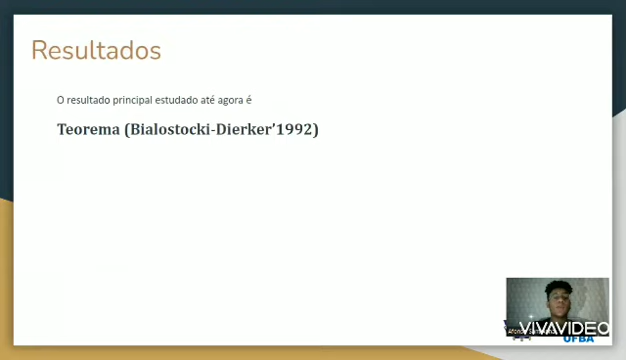 Resultados
O resultado principal estudado até agora é
Teorema (Bialostocki-Dierker’1992)
VIVAVIDEO
UFBA